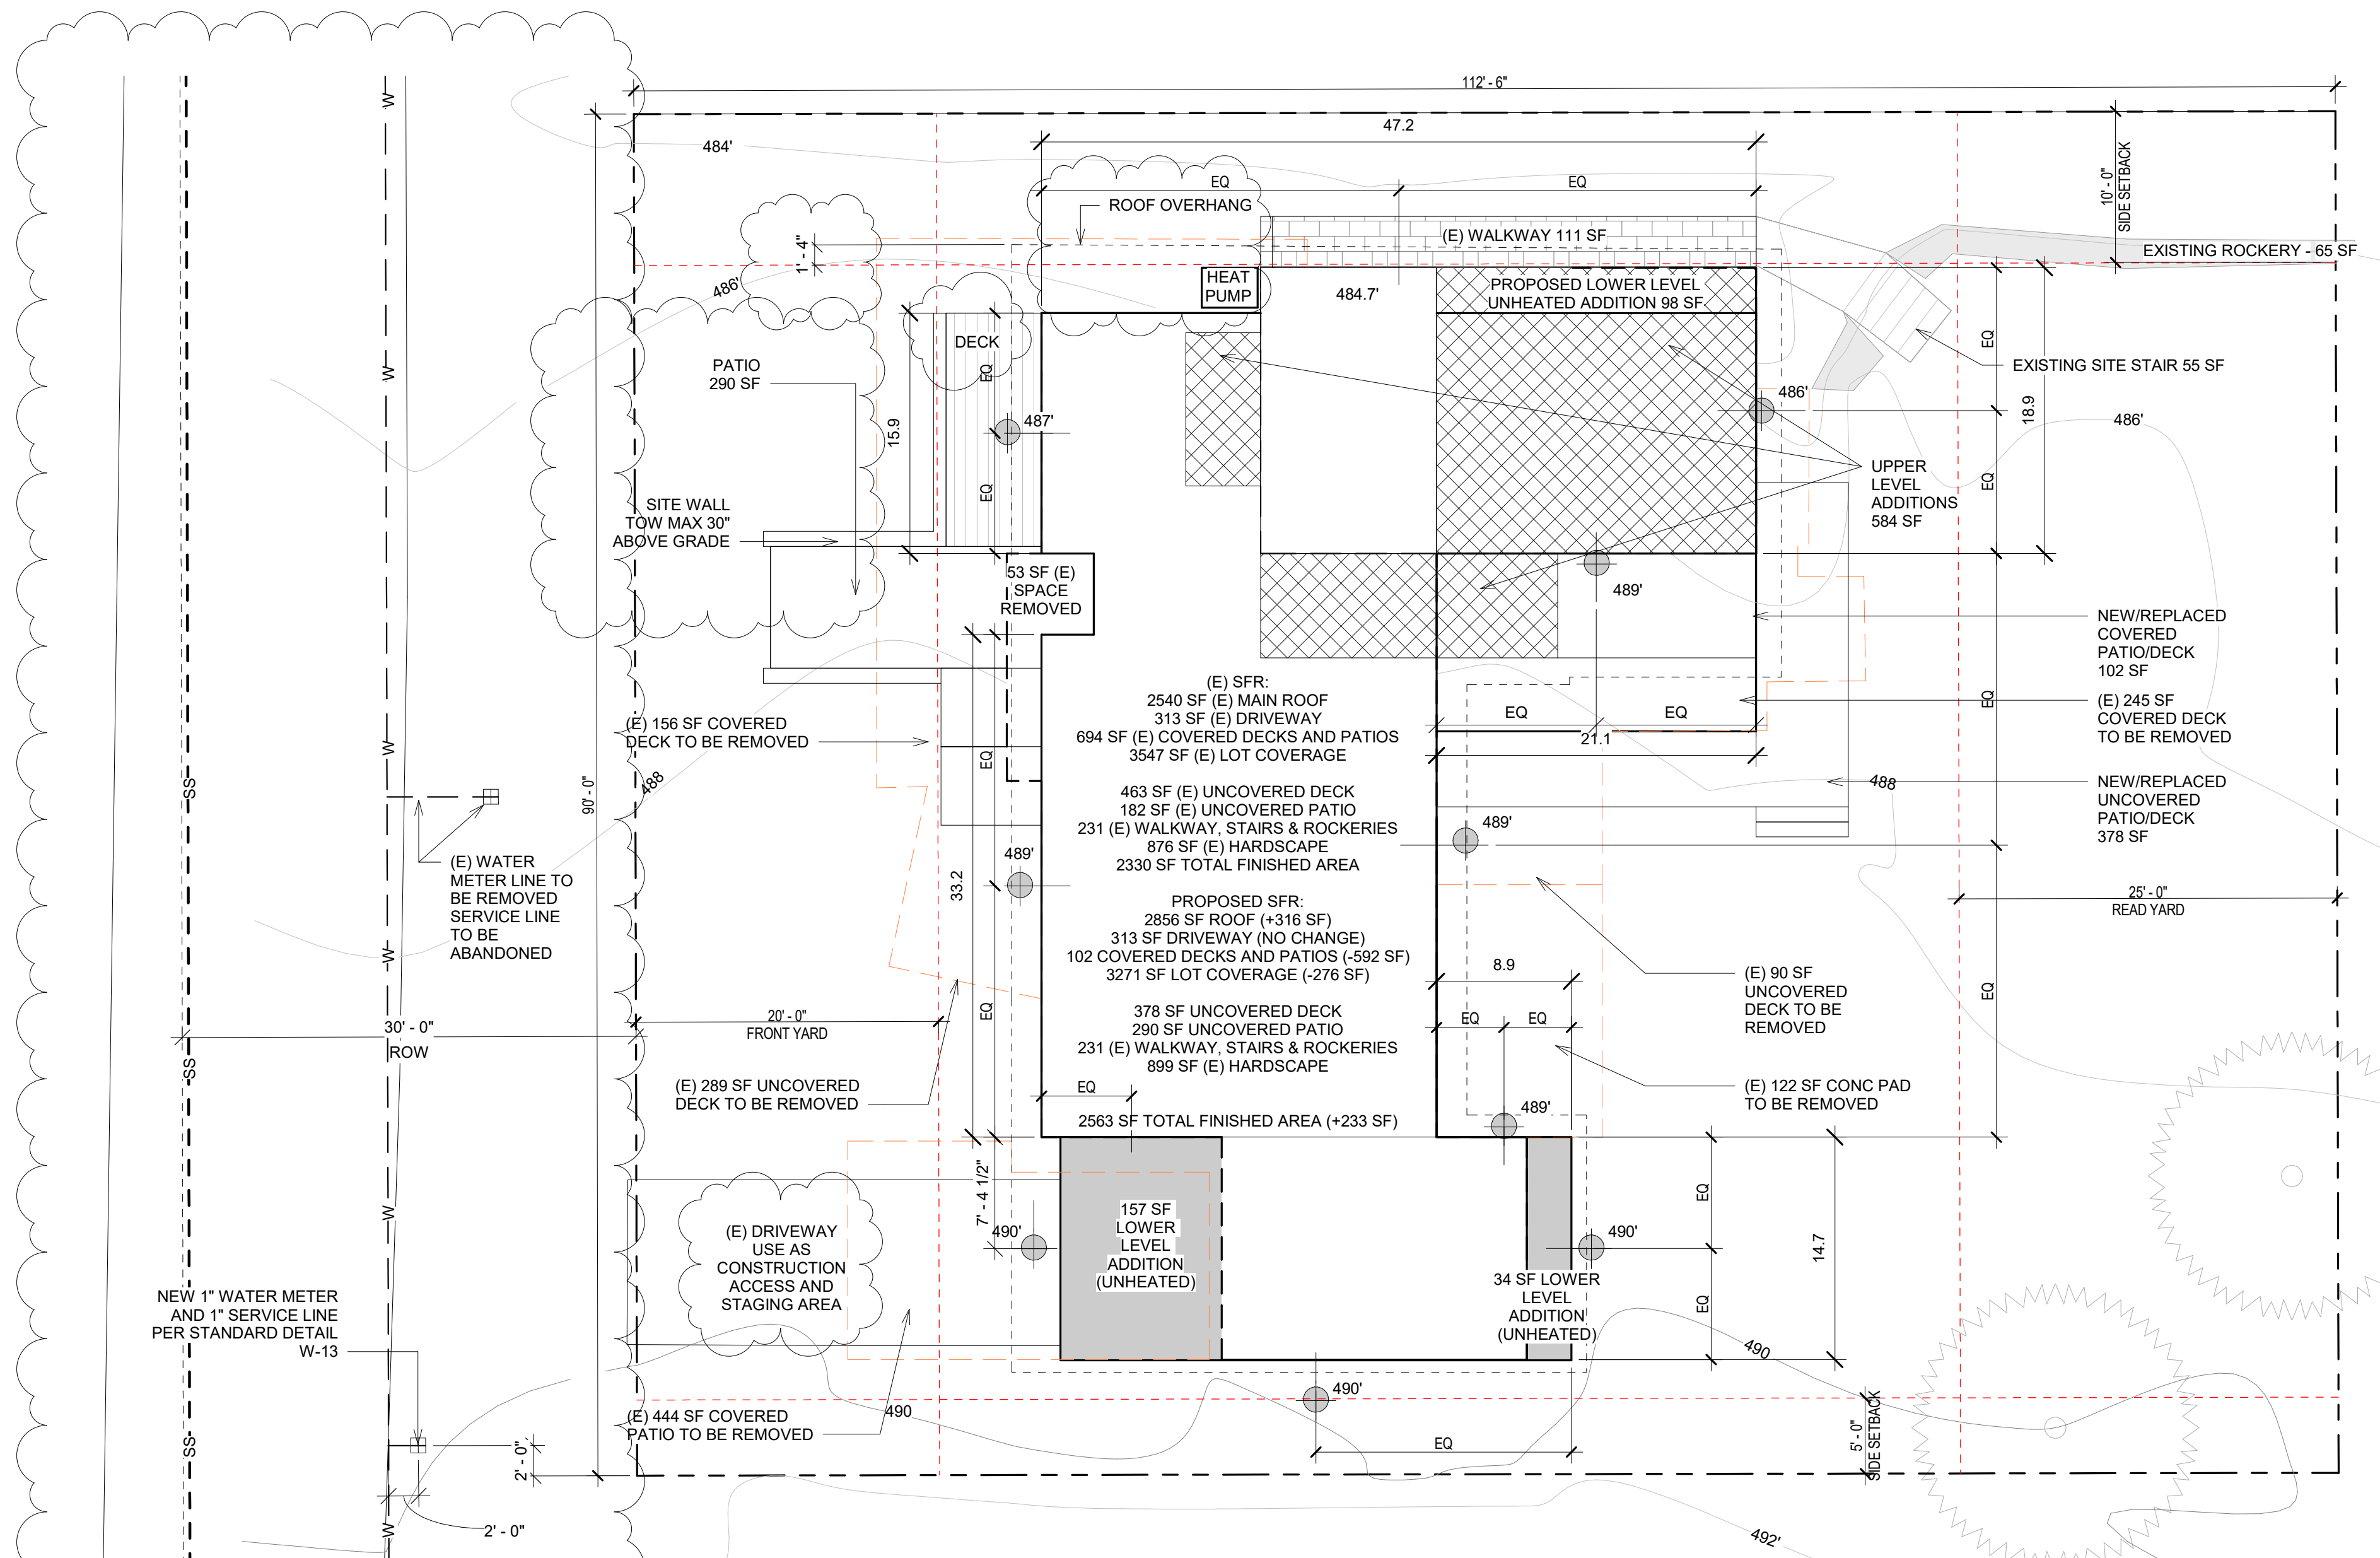 112' - 6"
47.2
484'
EQ
EQ
ROOF OVERHANG
10' - 0"
SIDE SETBACK
(E) WALKWAY 111 SF
EXISTING ROCKERY - 65 SF
1' - 4"
486'
HEAT
PUMP
484.7'
PROPOSED LOWER LEVEL
UNHEATED ADDITION 98 SF
DECK
PATIO
290 SF
EQ
EQ
15.9
487'
486'
EQ
EQ
18.9
EXISTING SITE STAIR 55 SF
486'
UPPER
LEVEL
ADDITIONS
584 SF
SITE WALL
TOW MAX 30"
ABOVE GRADE
53 SF (E)
SPACE
REMOVED
489'
NEW/REPLACED
COVERED
PATIO/DECK
102 SF
(E) 245 SF
COVERED DECK
TO BE REMOVED
NEW/REPLACED
UNCOVERED
PATIO/DECK
378 SF
(E) 156 SF COVERED
DECK TO BE REMOVED
488
90' - 0"
EQ
EQ
33.2
489'
(E) SFR:
2540 SF (E) MAIN ROOF
313 SF (E) DRIVEWAY
694 SF (E) COVERED DECKS AND PATIOS
3547 SF (E) LOT COVERAGE
463 SF (E) UNCOVERED DECK
182 SF (E) UNCOVERED PATIO
231 (E) WALKWAY, STAIRS & ROCKERIES
876 SF (E) HARDSCAPE
2330 SF TOTAL FINISHED AREA
PROPOSED SFR:
2856 SF ROOF (+316 SF)
313 SF DRIVEWAY (NO CHANGE)
102 COVERED DECKS AND PATIOS (-592 SF)
3271 SF LOT COVERAGE (-276 SF)
378 SF UNCOVERED DECK
290 SF UNCOVERED PATIO
231 (E) WALKWAY, STAIRS & ROCKERIES
899 SF (E) HARDSCAPE
2563 SF TOTAL FINISHED AREA (+233 SF)
EQ
EQ
21.1
EQ
EQ
488
489'
25' - 0"
READ YARD
8.9
EQ
EQ
(E) 90 SF
UNCOVERED
DECK TO BE
REMOVED
(E) 122 SF CONC PAD
TO BE REMOVED
489'
W
W
W
W
W
W
SS
SS
SS
(E) WATER
METER LINE TO
BE REMOVED
SERVICE LINE
TO BE
ABANDONED
30' - 0"
ROW
20' - 0"
FRONT YARD
(E) 289 SF UNCOVERED
DECK TO BE REMOVED
EQ
7' - 4 1/2"
490'
(E) DRIVEWAY
USE AS
CONSTRUCTION
ACCESS AND
STAGING AREA
157 SF
LOWER
LEVEL
ADDITION
(UNHEATED)
34 SF LOWER
LEVEL
ADDITION
(UNHEATED)
490'
EQ
EQ
14.7
490
NEW 1" WATER METER
AND 1" SERVICE LINE
PER STANDARD DETAIL
W-13
(E) 444 SF COVERED
PATIO TO BE REMOVED
490
490'
EQ
5' - 0"
SIDE SETBACK
2' - 0"
2' - 0"
492'